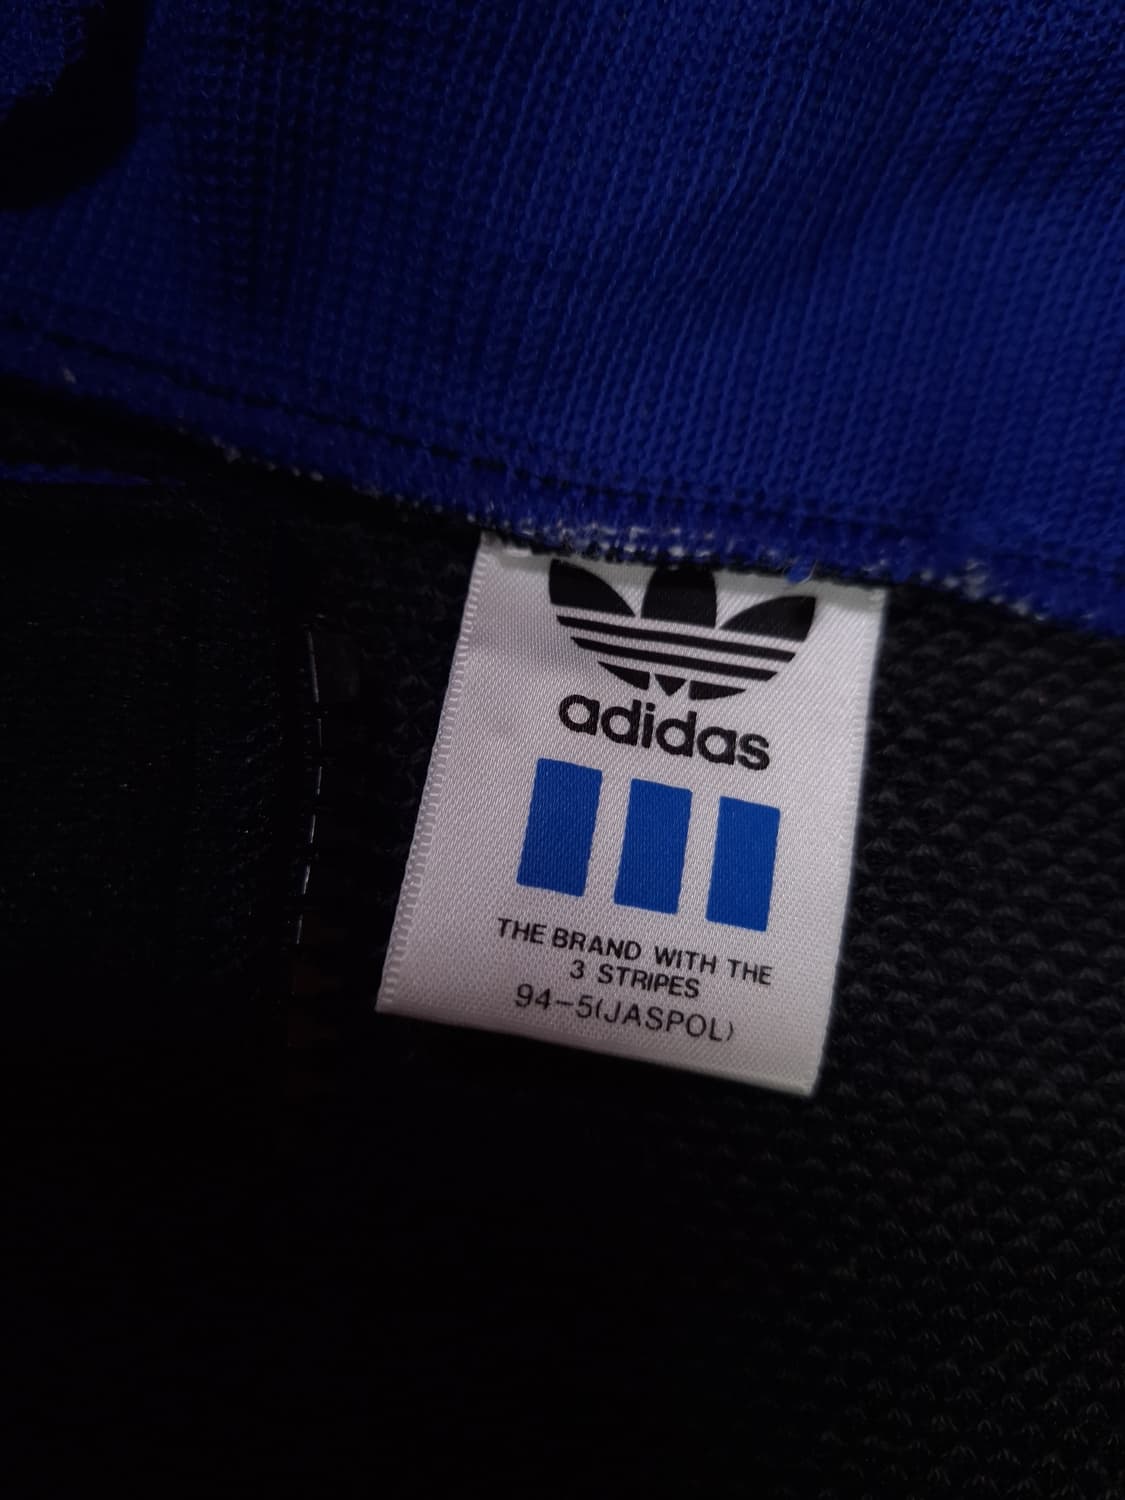 adidas
THE BRAND WITH THE
3 STRIPES
94-5(JASPOL)